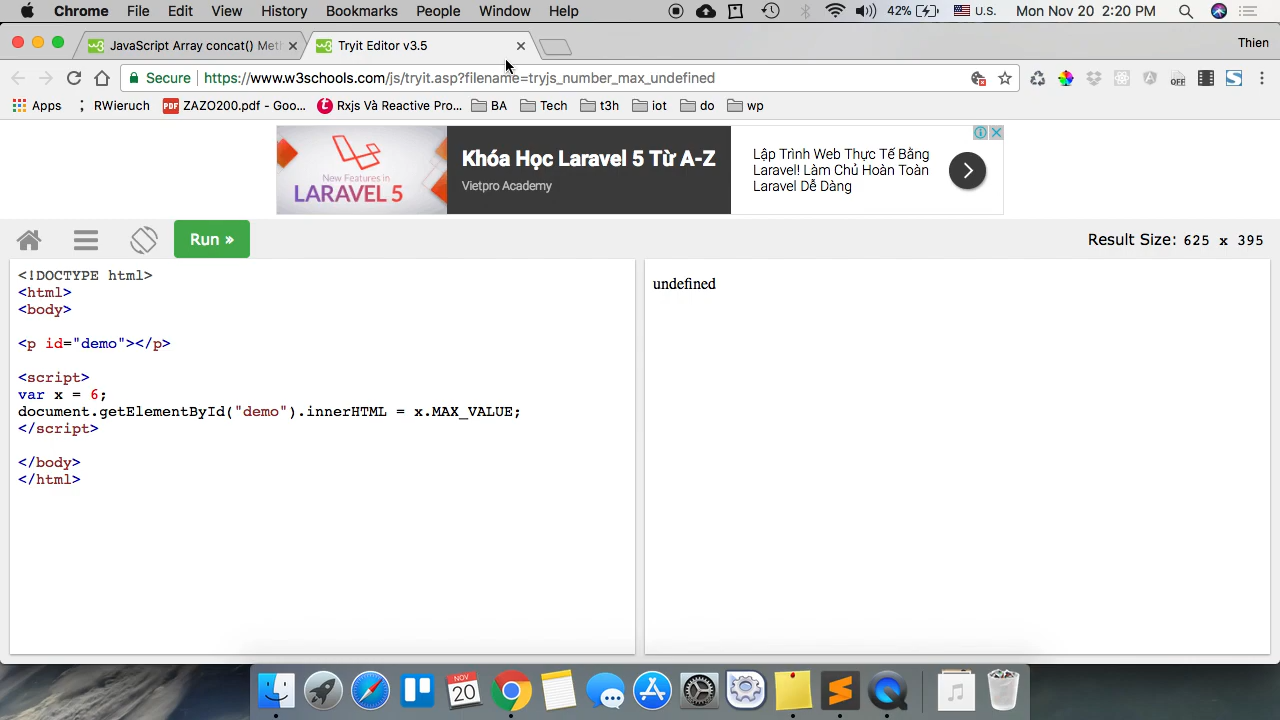 Chrome File Edit View History Bookmarks People Window Help 42% U.S. Mon Nov 20 2:20 PM
JavaScript Array concat() Met
Tryit Editor v3.5
Thien
Secure https://www.w3schools.com/js/tryit.asp?filename=tryjs_number_max_undefined
OFF
Apps RWieruch PDF ZAZO200.pdf - Goo... Rxjs Và Reactive Pro... BA Tech t3h iot do wp
New Features in
LARAVEL 5
Khóa Học Laravel 5 Từ A-Z
Vietpro Academy
Lập Trình Web Thực Tế Bằng
Laravel! Làm Chủ Hoàn Toàn
Laravel Dễ Dàng
Run »
Result Size: 625 x 395
<!DOCTYPE html>
<html>
<body>
<p id="demo"></p>
<script>
var x = 6;
document.getElementById("demo").innerHTML = x.MAX_VALUE;
</script>
</body>
</html>
undefined
NOV
20